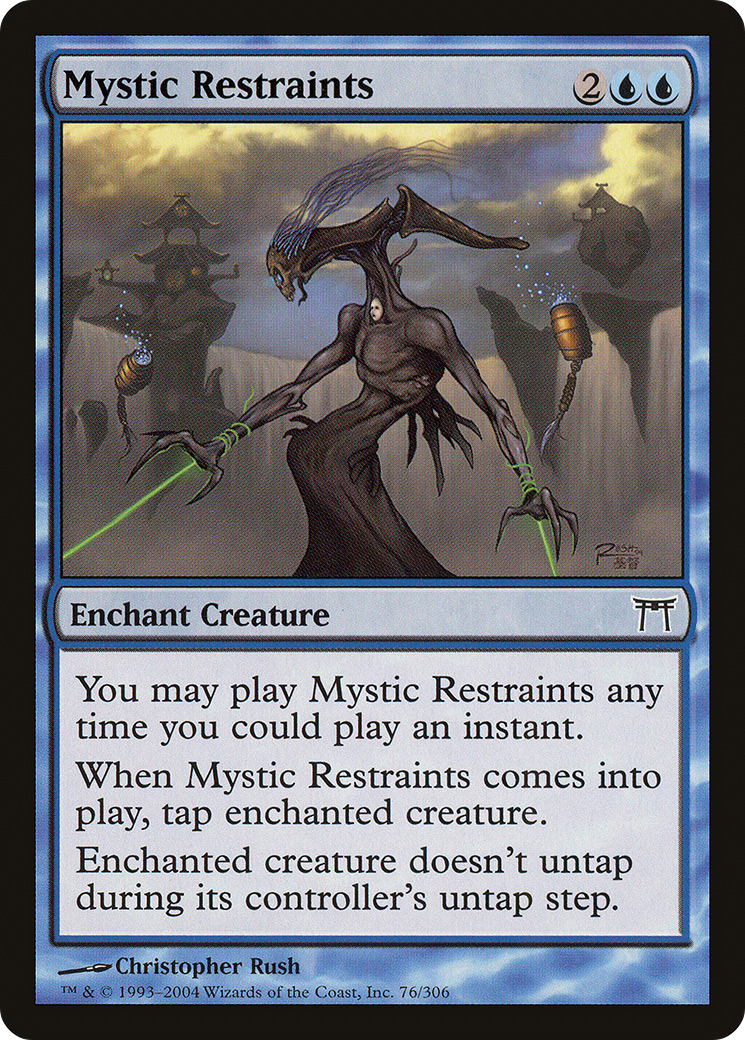 Mystic Restraints
2
RUSH
Enchant Creature
You may play Mystic Restraints any
time you could play an instant.
When Mystic Restraints comes into
play, tap enchanted creature.
Enchanted creature doesn't untap
during its controller's untap step.
Christopher Rush
™ & © 1993–2004 Wizards of the Coast, Inc. 76/306